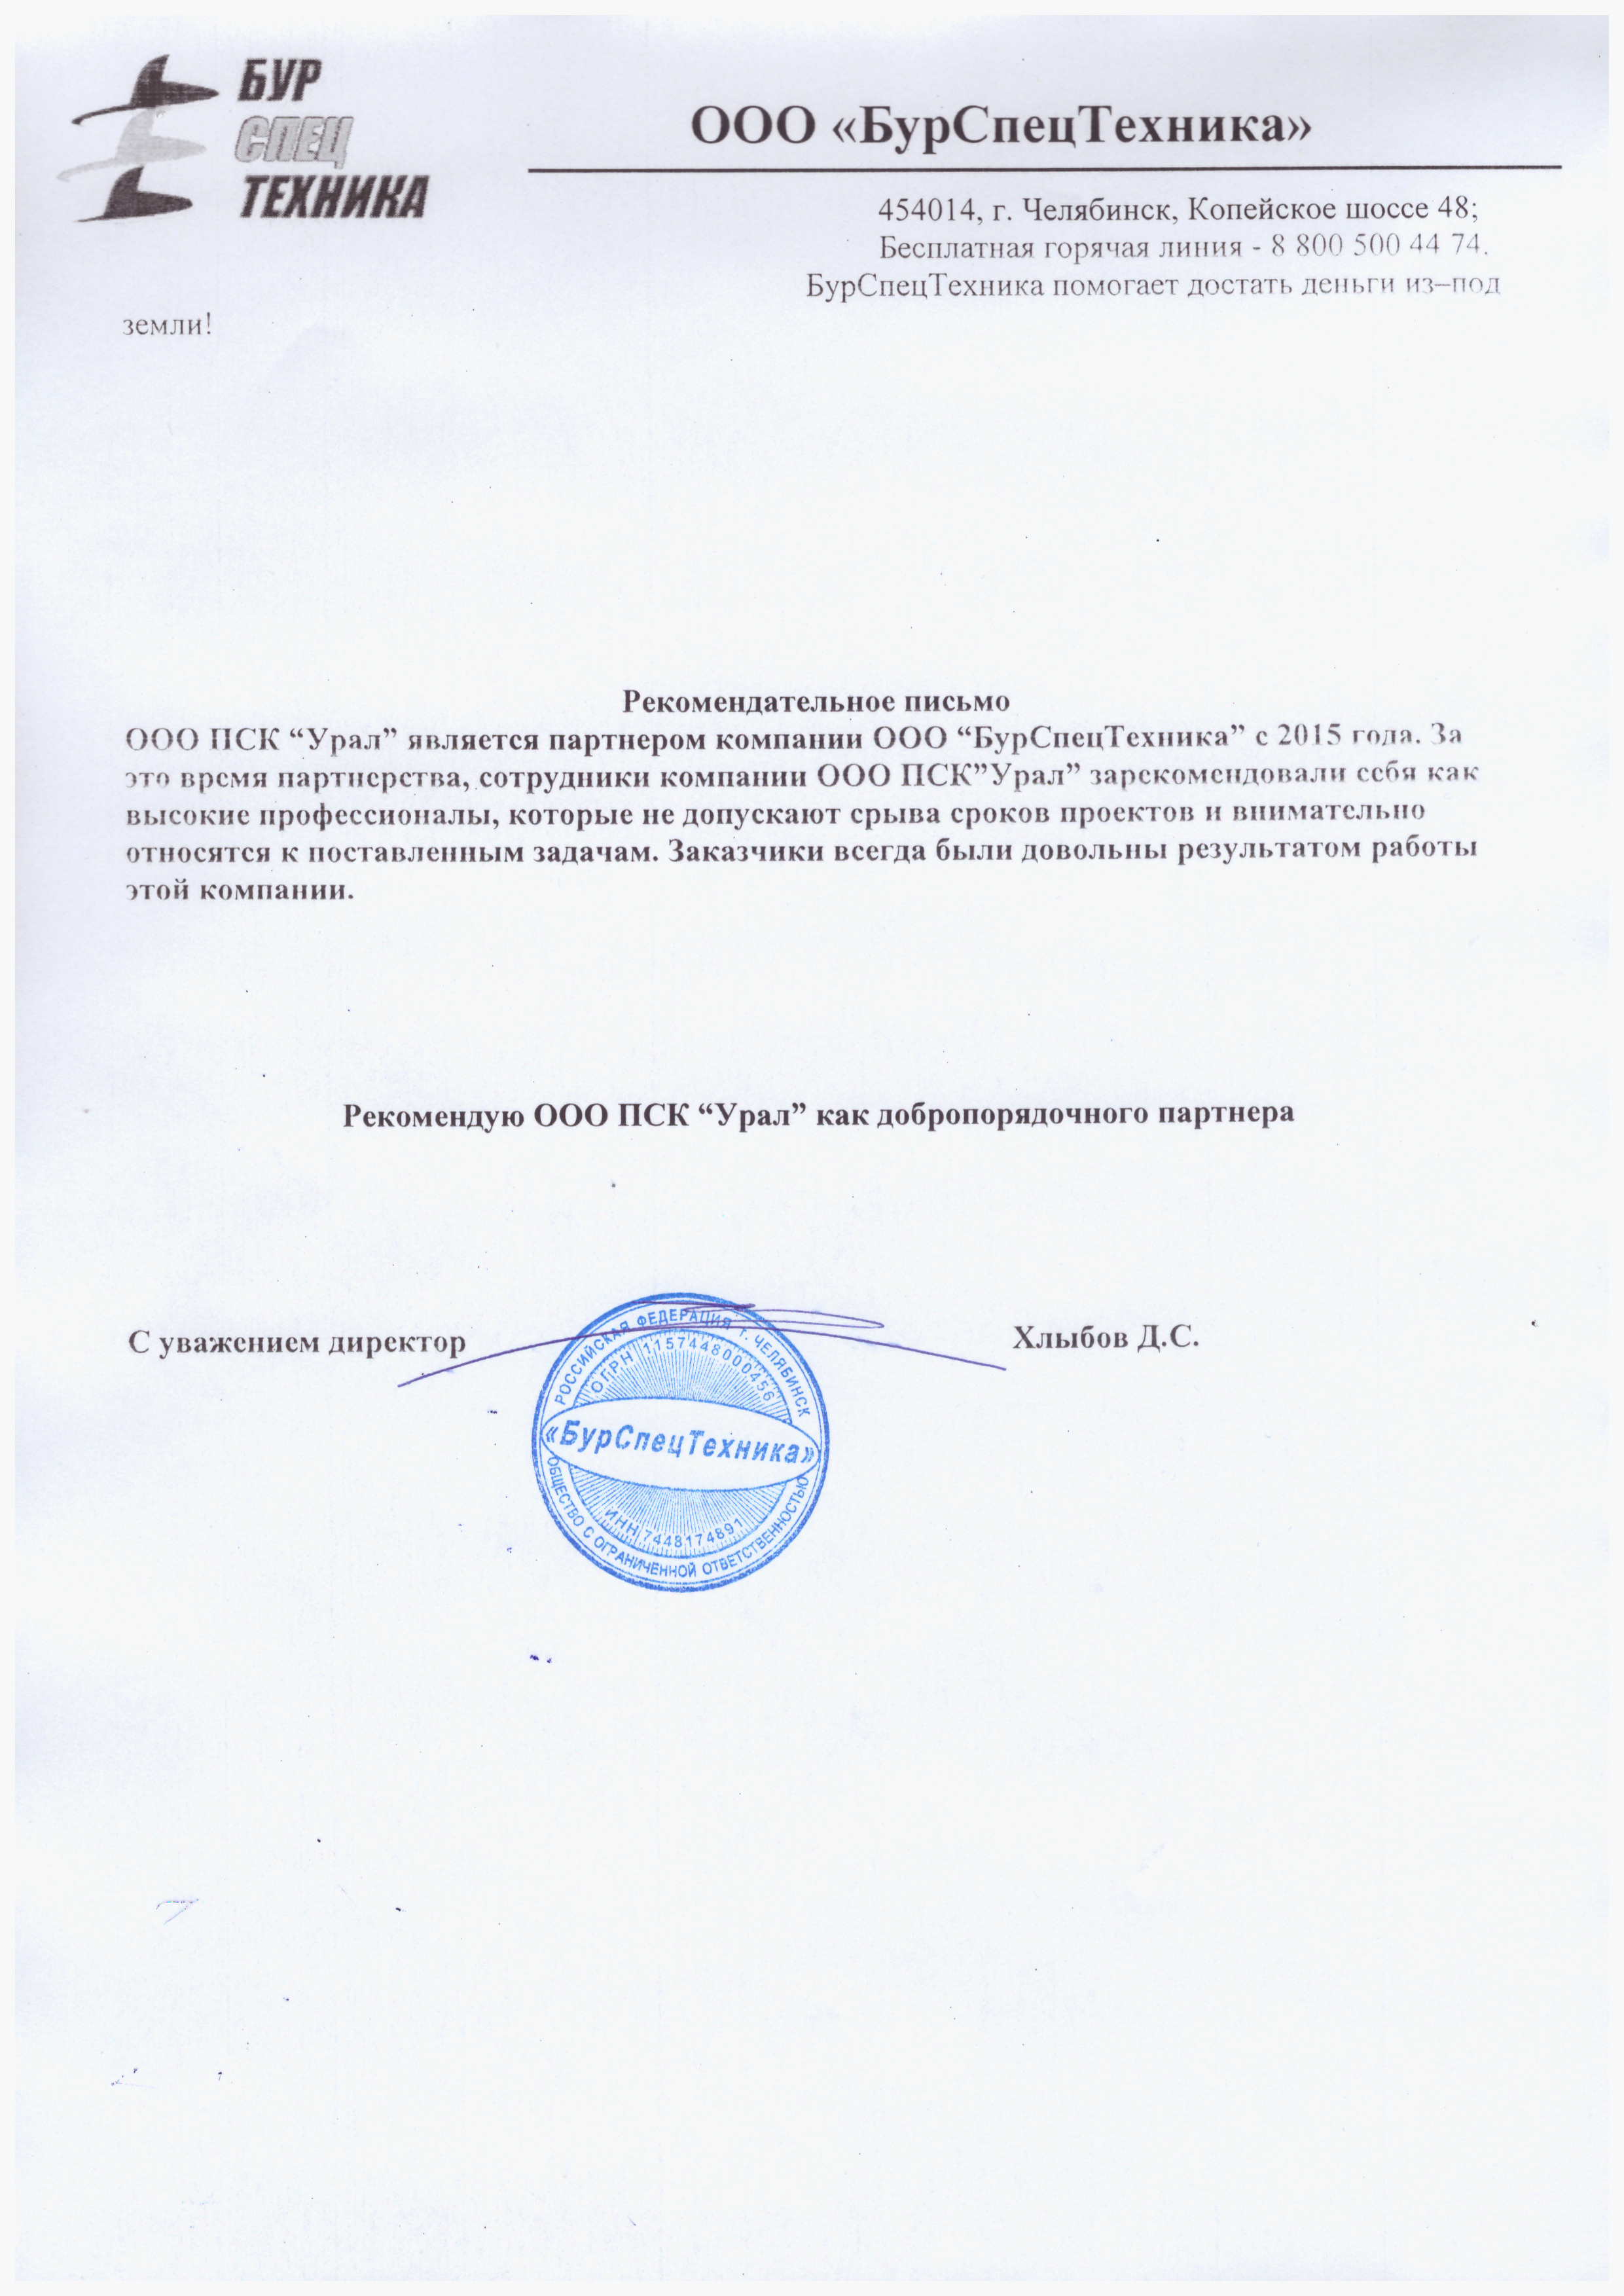 БУР
СПЕЦ
ТЕХНИКА
ООО «БурСпецТехника»
454014, г. Челябинск, Копейское шоссе 48;
Бесплатная горячая линия - 8 800 500 44 74.
БурСпецТехника помогает достать деньги из–под
земли!
Рекомендательное письмо
ООО ПСК “Урал” является партнером компании ООО “БурСпецТехника” с 2015 года. За
это время партнерства, сотрудники компании ООО ПСК”Урал” зарекомендовали себя как
высокие профессионалы, которые не допускают срыва сроков проектов и внимательно
относятся к поставленным задачам. Заказчики всегда были довольны результатом работы
этой компании.
Рекомендую ООО ПСК “Урал” как добропорядочного партнера
С уважением директор Хлыбов Д.С.
РОССИЙСКАЯ ФЕДЕРАЦИЯ г. ЧЕЛЯБИНСК
ОГРН 1157448000456
«БурСпецТехника»
ИНН 7448174891
ОБЩЕСТВО С ОГРАНИЧЕННОЙ ОТВЕТСТВЕННОСТЬЮ